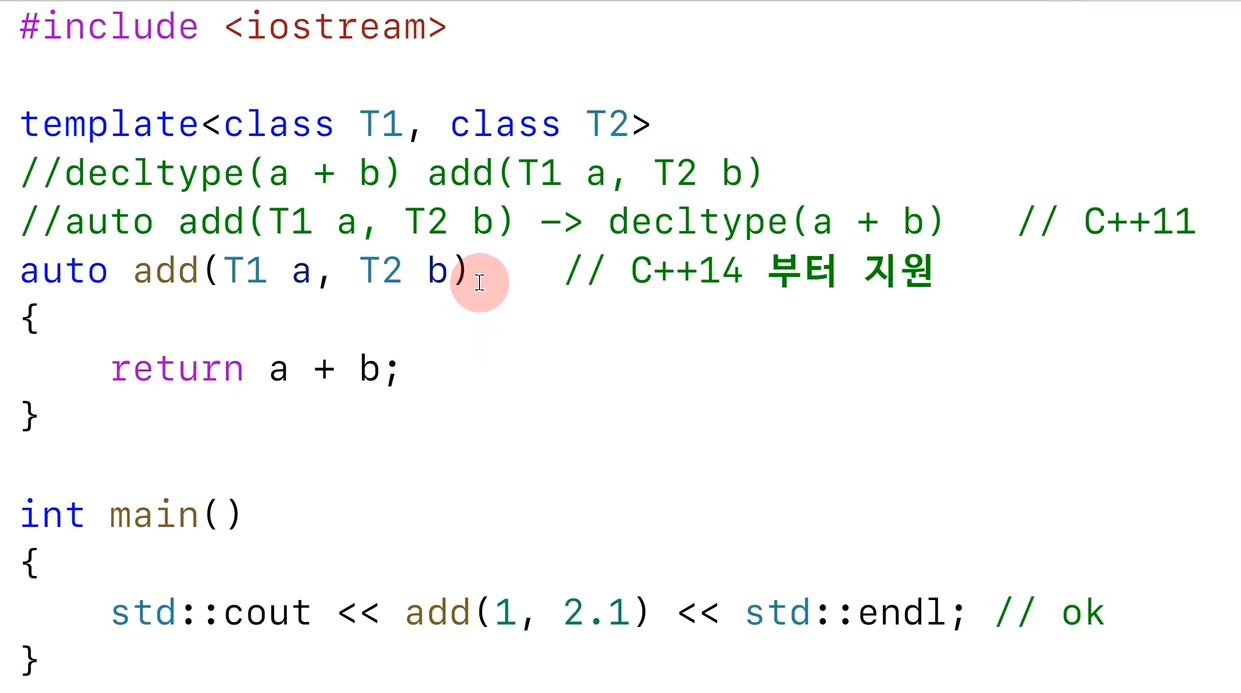 #include <iostream>
template<class T1, class T2>
//decltype(a + b) add(T1 a, T2 b)
//auto add(T1 a, T2 b) -> decltype(a + b)   // C++11
auto add(T1 a, T2 b)    // C++14 부터 지원
{
    return a + b;
}
int main()
{
    std::cout << add(1, 2.1) << std::endl; // ok
}